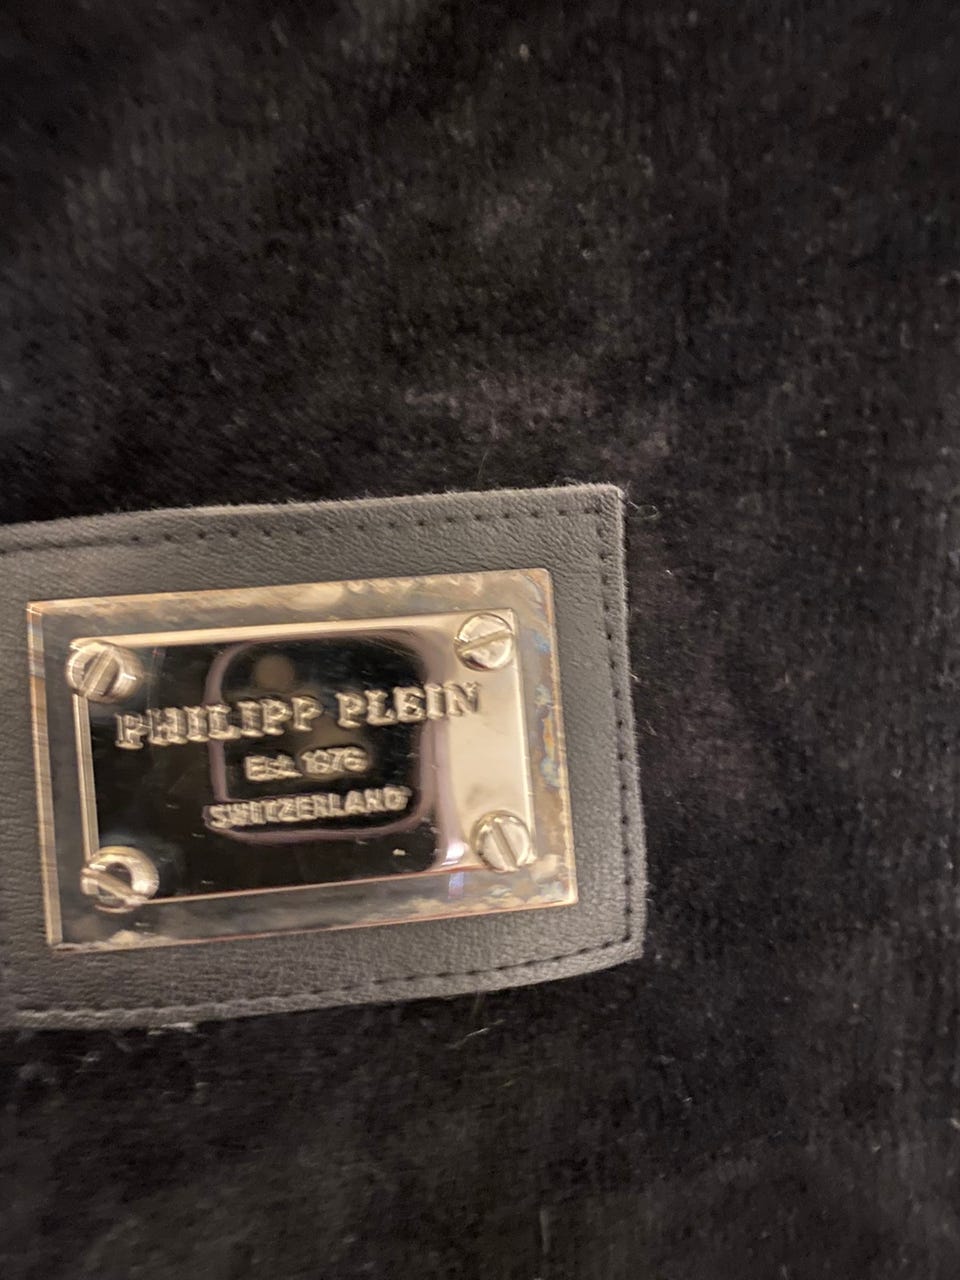 PHILIPP PLEIN
Est. 1978
SWITZERLAND